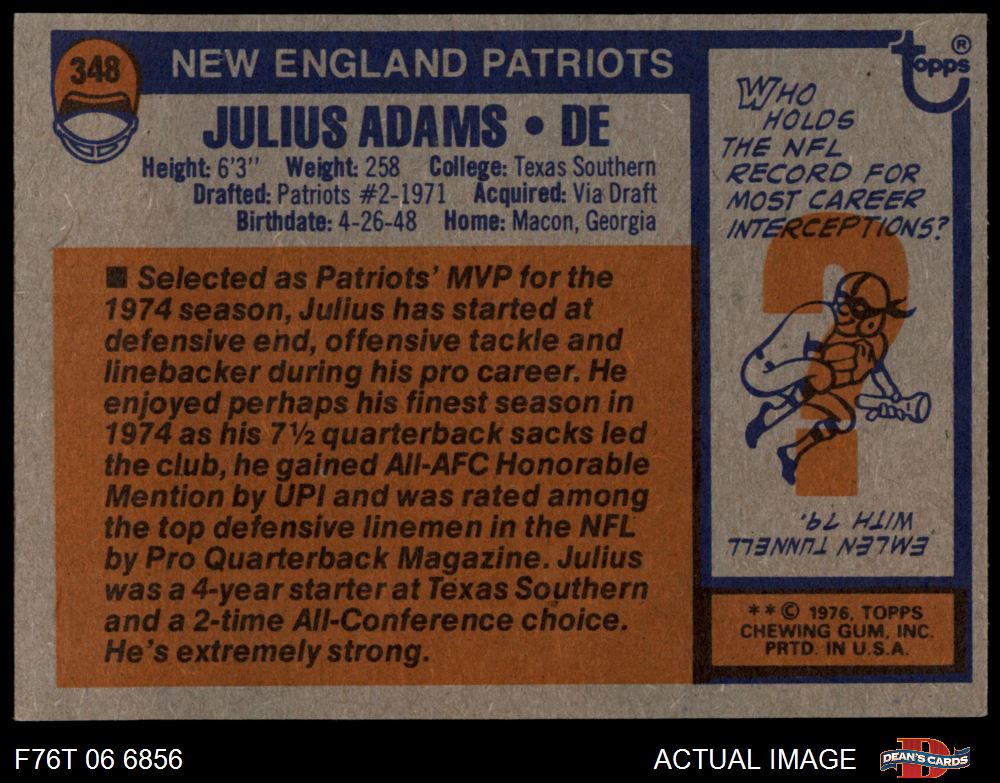 348
NEW ENGLAND PATRIOTS
JULIUS ADAMS • DE
Height: 6'3" Weight: 258 College: Texas Southern
Drafted: Patriots #2-1971 Acquired: Via Draft
Birthdate: 4-26-48 Home: Macon, Georgia
■ Selected as Patriots' MVP for the
1974 season, Julius has started at
defensive end, offensive tackle and
linebacker during his pro career. He
enjoyed perhaps his finest season in
1974 as his 7½ quarterback sacks led
the club, he gained All-AFC Honorable
Mention by UPI and was rated among
the top defensive linemen in the NFL
by Pro Quarterback Magazine. Julius
was a 4-year starter at Texas Southern
and a 2-time All-Conference choice.
He's extremely strong.
topps ®
WHO
HOLDS
THE NFL
RECORD FOR
MOST CAREER
INTERCEPTIONS?
?
EMLEN TUNNELL
WITH 79.
**© 1976, TOPPS
CHEWING GUM, INC.
PRTD. IN U.S.A.
F76T 06 6856
ACTUAL IMAGE
DEAN'S CARDS